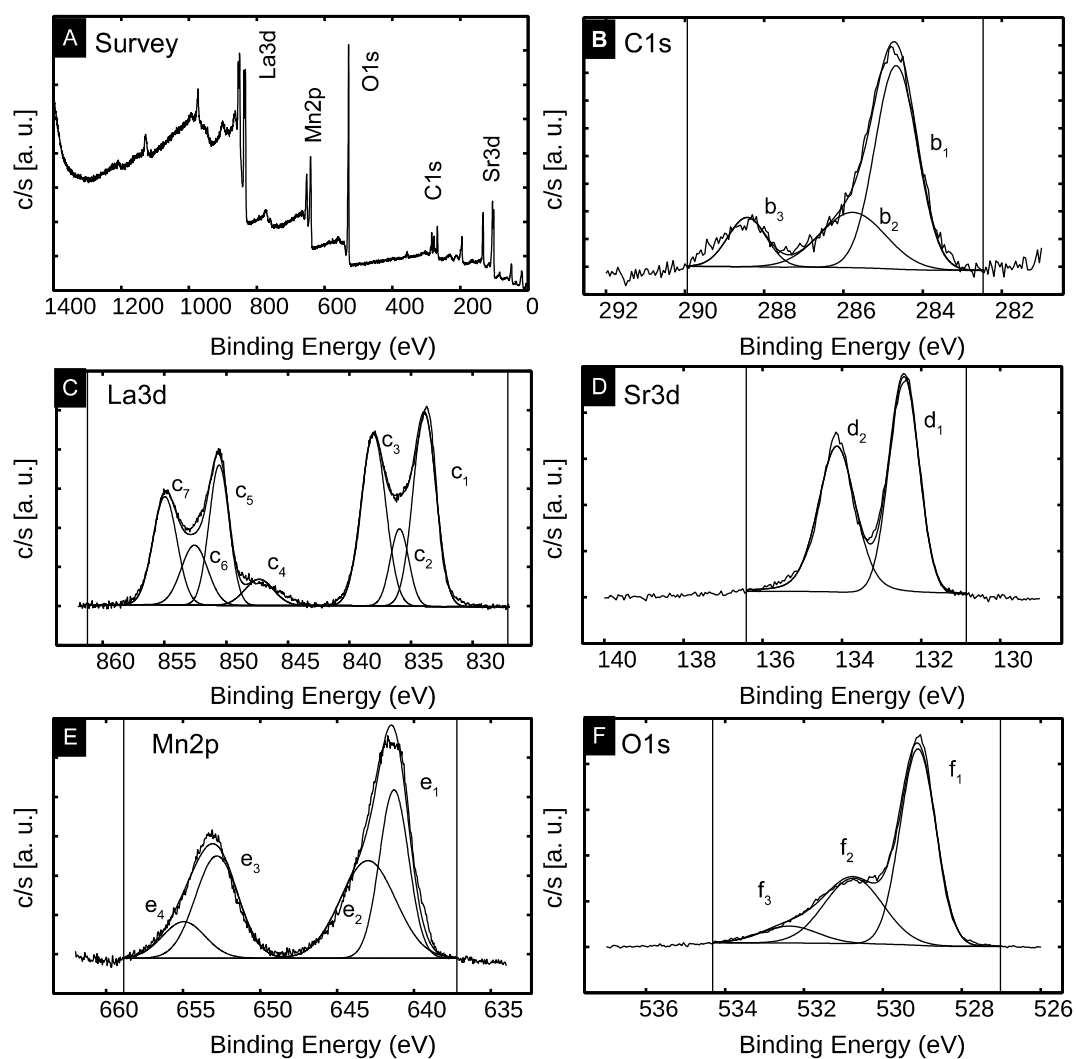 A Survey
La3d
Mn2p
O1s
C1s
Sr3d
c/s [a. u.]
1400 1200 1000 800 600 400 200 0
Binding Energy (eV)
B C1s
b1
b2
b3
c/s [a. u.]
292 290 288 286 284 282
Binding Energy (eV)
C La3d
c7
c5
c6
c4
c3
c1
c2
c/s [a. u.]
860 855 850 845 840 835 830
Binding Energy (eV)
D Sr3d
d2
d1
c/s [a. u.]
140 138 136 134 132 130
Binding Energy (eV)
E Mn2p
e1
e3
e4
e2
c/s [a. u.]
660 655 650 645 640 635
Binding Energy (eV)
F O1s
f1
f2
f3
c/s [a. u.]
536 534 532 530 528 526
Binding Energy (eV)